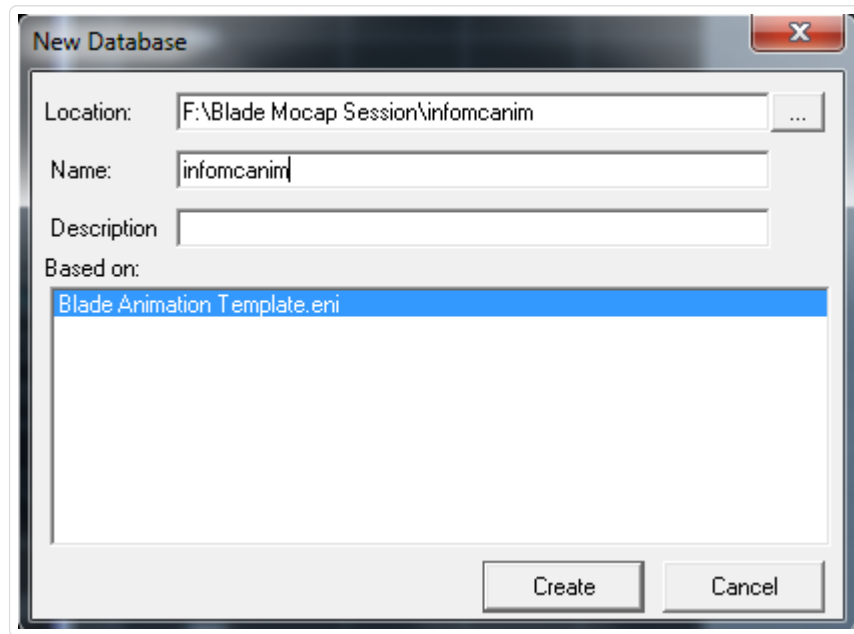 New Database
Location: F:\Blade Mocap Session\infomcanim ...
Name: infomcanim
Description
Based on:
Blade Animation Template.eni
Create Cancel